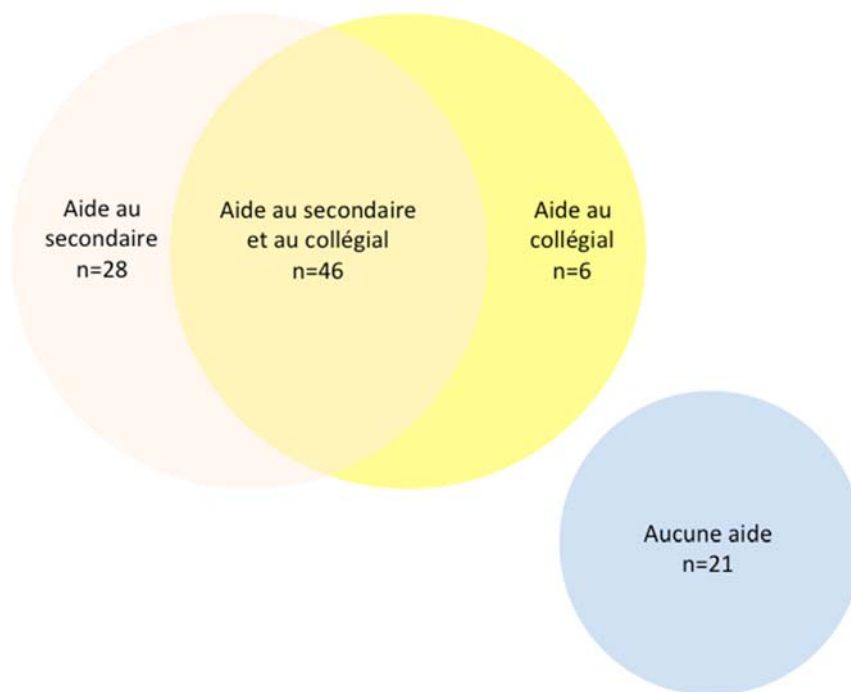 Aide au
secondaire
n=28
Aide au secondaire
et au collégial
n=46
Aide au
collégial
n=6
Aucune aide
n=21